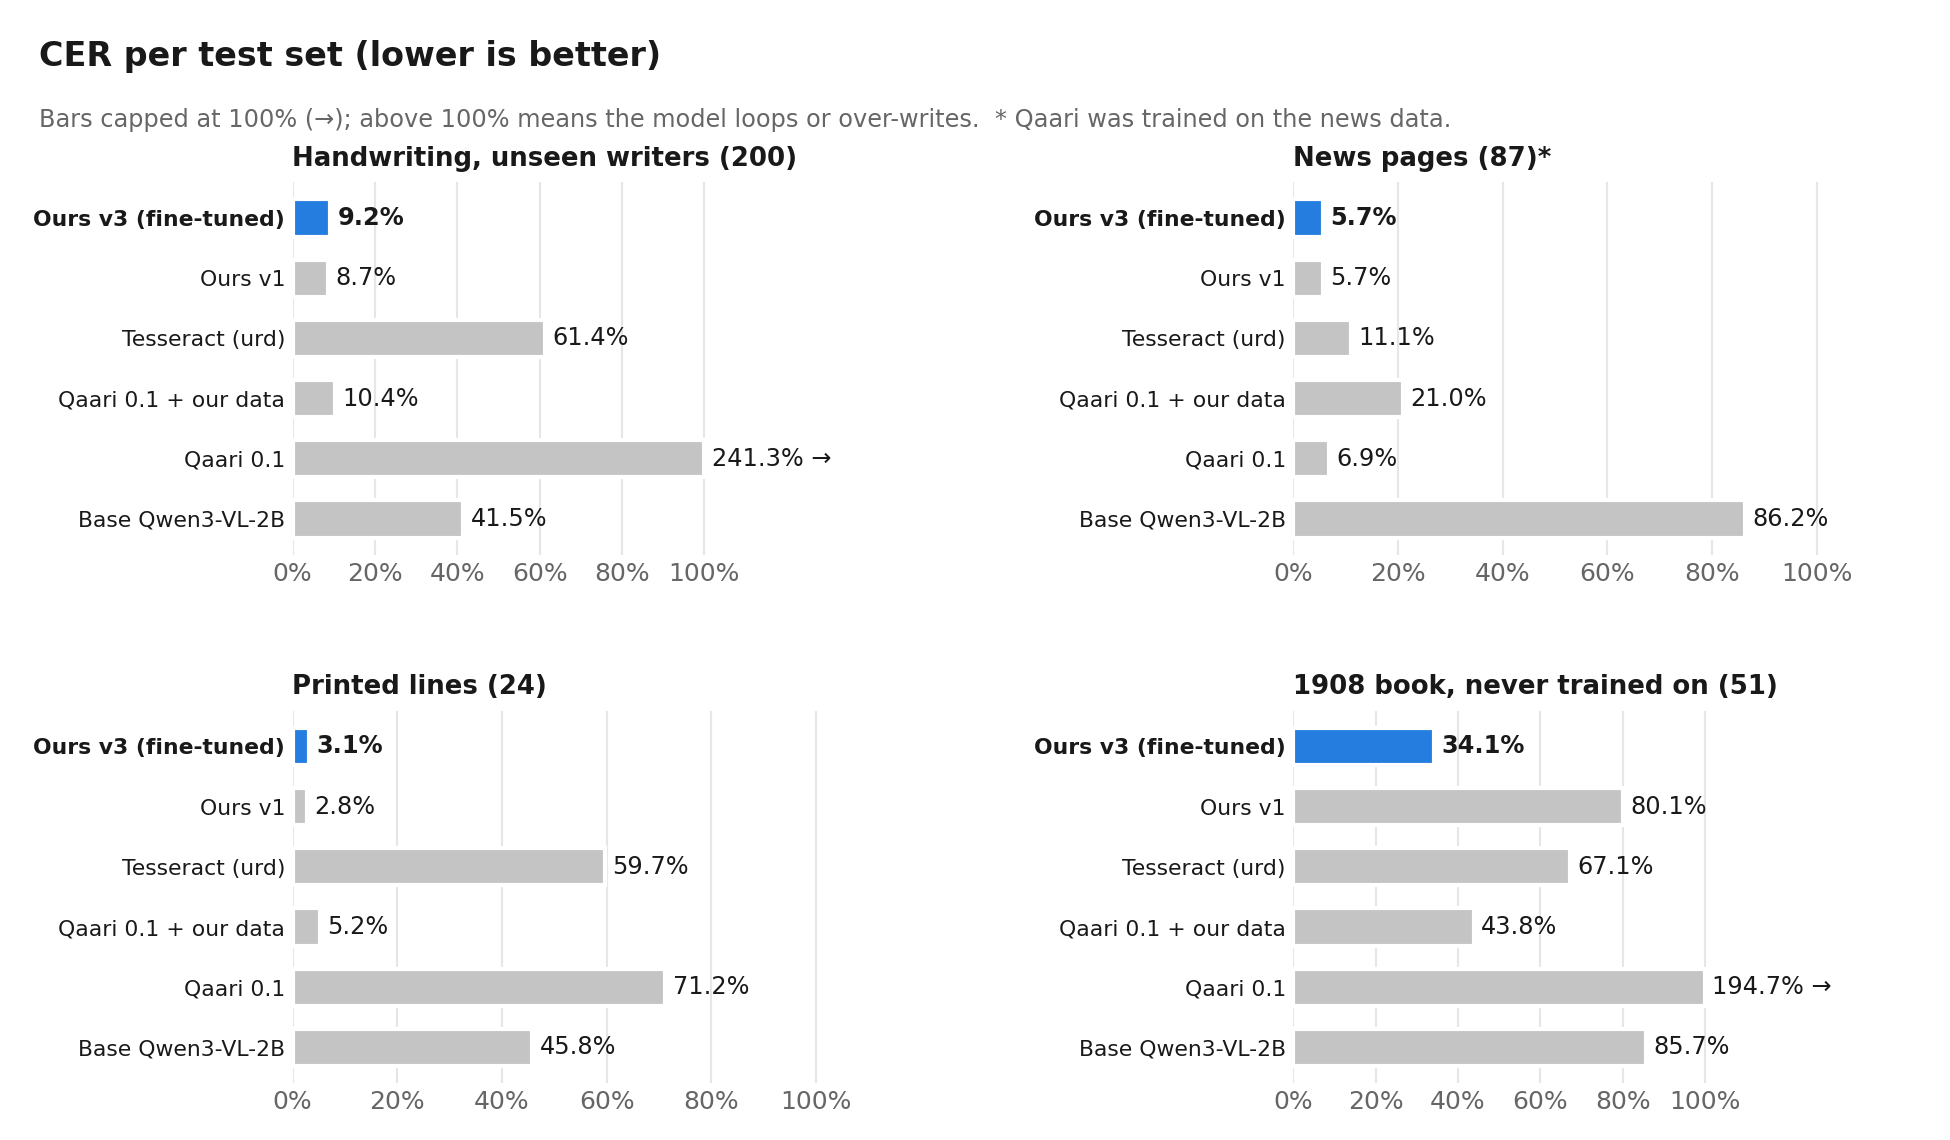 CER per test set (lower is better)
Bars capped at 100% (→); above 100% means the model loops or over-writes.  * Qaari was trained on the news data.
Handwriting, unseen writers (200)
Ours v3 (fine-tuned) 9.2%
Ours v1 8.7%
Tesseract (urd) 61.4%
Qaari 0.1 + our data 10.4%
Qaari 0.1 241.3% →
Base Qwen3-VL-2B 41.5%
0% 20% 40% 60% 80% 100%
News pages (87)*
Ours v3 (fine-tuned) 5.7%
Ours v1 5.7%
Tesseract (urd) 11.1%
Qaari 0.1 + our data 21.0%
Qaari 0.1 6.9%
Base Qwen3-VL-2B 86.2%
0% 20% 40% 60% 80% 100%
Printed lines (24)
Ours v3 (fine-tuned) 3.1%
Ours v1 2.8%
Tesseract (urd) 59.7%
Qaari 0.1 + our data 5.2%
Qaari 0.1 71.2%
Base Qwen3-VL-2B 45.8%
0% 20% 40% 60% 80% 100%
1908 book, never trained on (51)
Ours v3 (fine-tuned) 34.1%
Ours v1 80.1%
Tesseract (urd) 67.1%
Qaari 0.1 + our data 43.8%
Qaari 0.1 194.7% →
Base Qwen3-VL-2B 85.7%
0% 20% 40% 60% 80% 100%